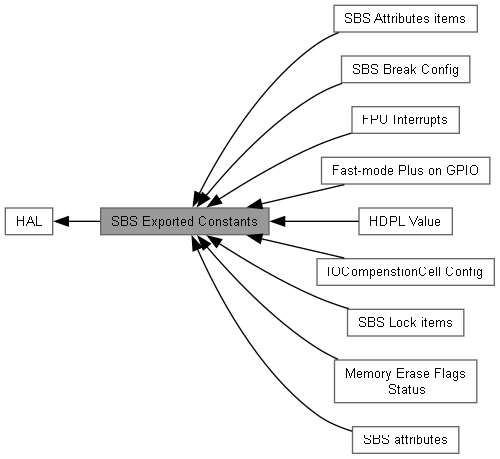 SBS Attributes items
SBS Break Config
FPU Interrupts
Fast-mode Plus on GPIO
HAL
SBS Exported Constants
HDPL Value
IOCompenstionCell Config
SBS Lock items
Memory Erase Flags
Status
SBS attributes